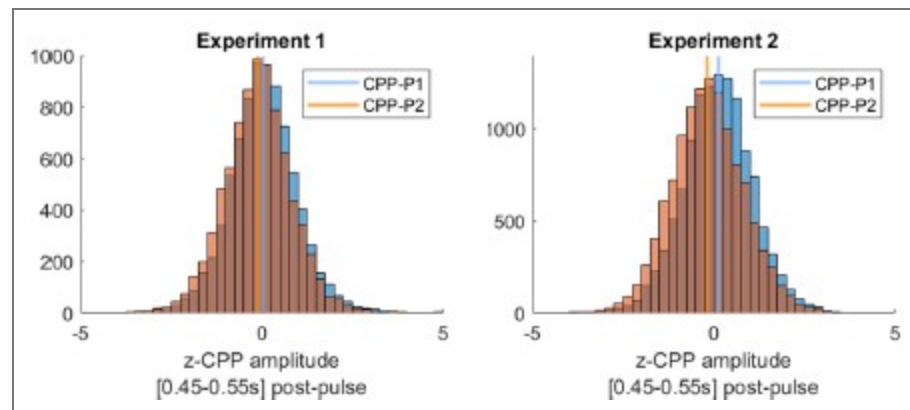 Experiment 1
1000
800
600
400
200
0
-5
0
5
CPP-P1
CPP-P2
z-CPP amplitude
[0.45-0.55s] post-pulse
Experiment 2
1000
500
0
-5
0
5
CPP-P1
CPP-P2
z-CPP amplitude
[0.45-0.55s] post-pulse